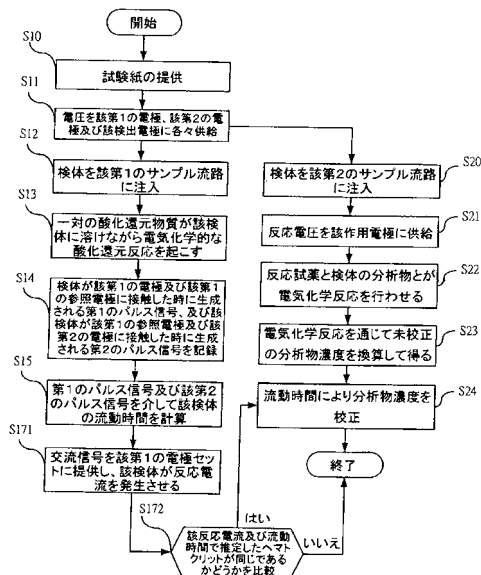 開始
S10
試験紙の提供
S11
電圧を該第1の電極、該第2の電
極及び該検出電極に各々供給
S12
検体を該第1のサンプル流路
に注入
S13
一対の酸化還元物質が該検
体に溶けながら電気化学的な
酸化還元反応を起こす
S14
検体が該第1の電極及び該第1
の参照電極に接触した時に生成
される第1のパルス信号、及び該
検体が該第1の参照電極及び該
第2の電極に接触した時に生成
される第2のパルス信号を記録
S15
第1のパルス信号及び該第2
のパルス信号を介して該検体
の流動時間を計算
S171
交流信号を該第1の電極セッ
トに提供し、該検体が反応電
流を発生させる
S172
該反応電流及び流動
時間で推定したヘマト
クリットが同じである
かどうかを比較
はい
いいえ
S20
検体を該第2のサンプル流路
に注入
S21
反応電圧を該作用電極に供給
S22
反応試薬と検体の分析物とが
電気化学反応を行わせる
S23
電気化学反応を通じて未校正
の分析物濃度を換算して得る
S24
流動時間により分析物濃度を
校正
終了